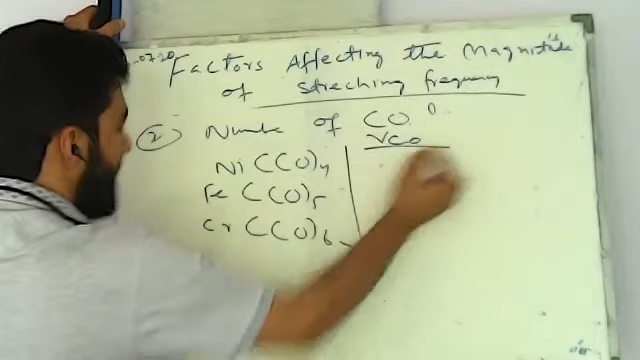 Factors Affecting the Magnitude
of streching frequency
(2) Number of CO
νCO
Ni(CO)4
Fe(CO)5
Cr(CO)6